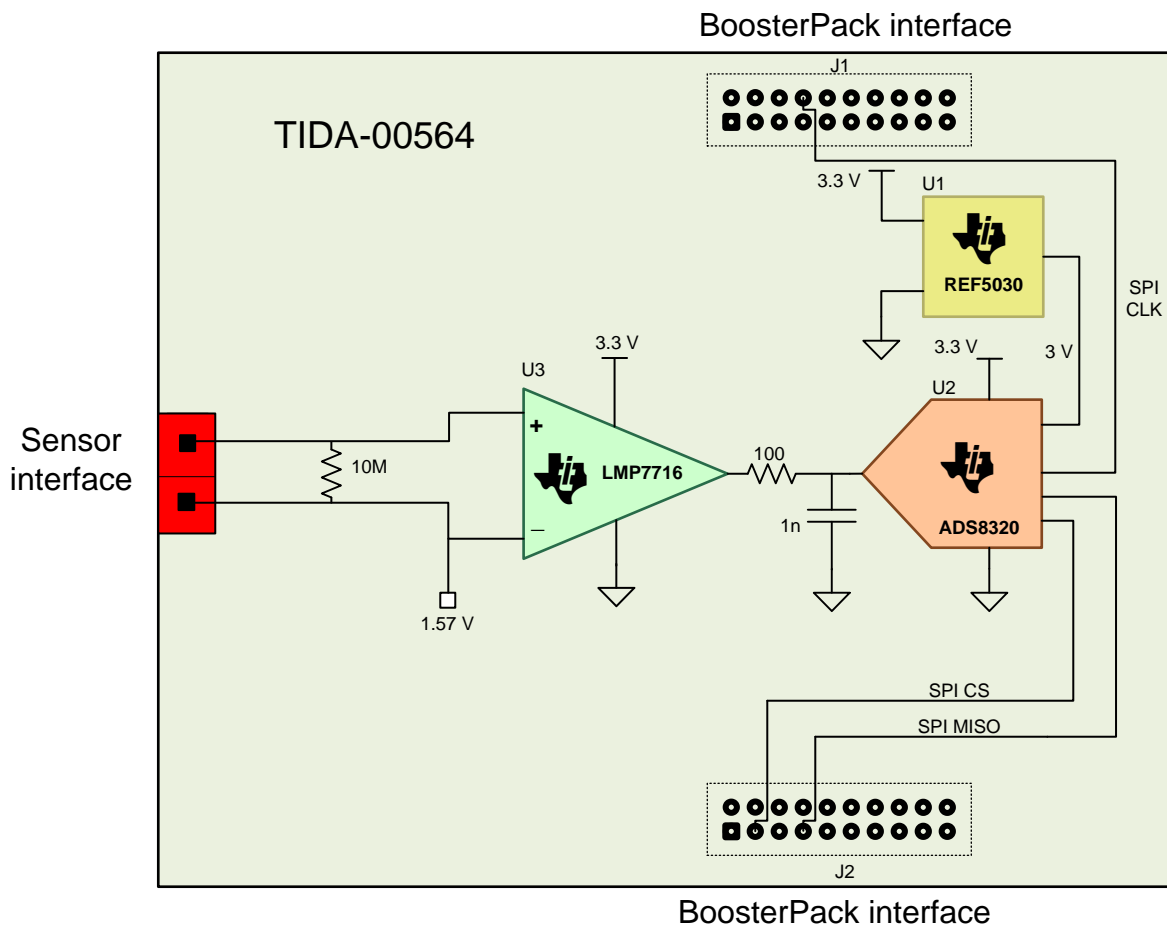 BoosterPack interface
J1
TIDA-00564
3.3 V
U1
REF5030
SPI
CLK
3.3 V
3 V
3.3 V
U3
U2
Sensor
interface
10M
+
LMP7716
100
–
1n
ADS8320
1.57 V
SPI CS
SPI MISO
J2
BoosterPack interface